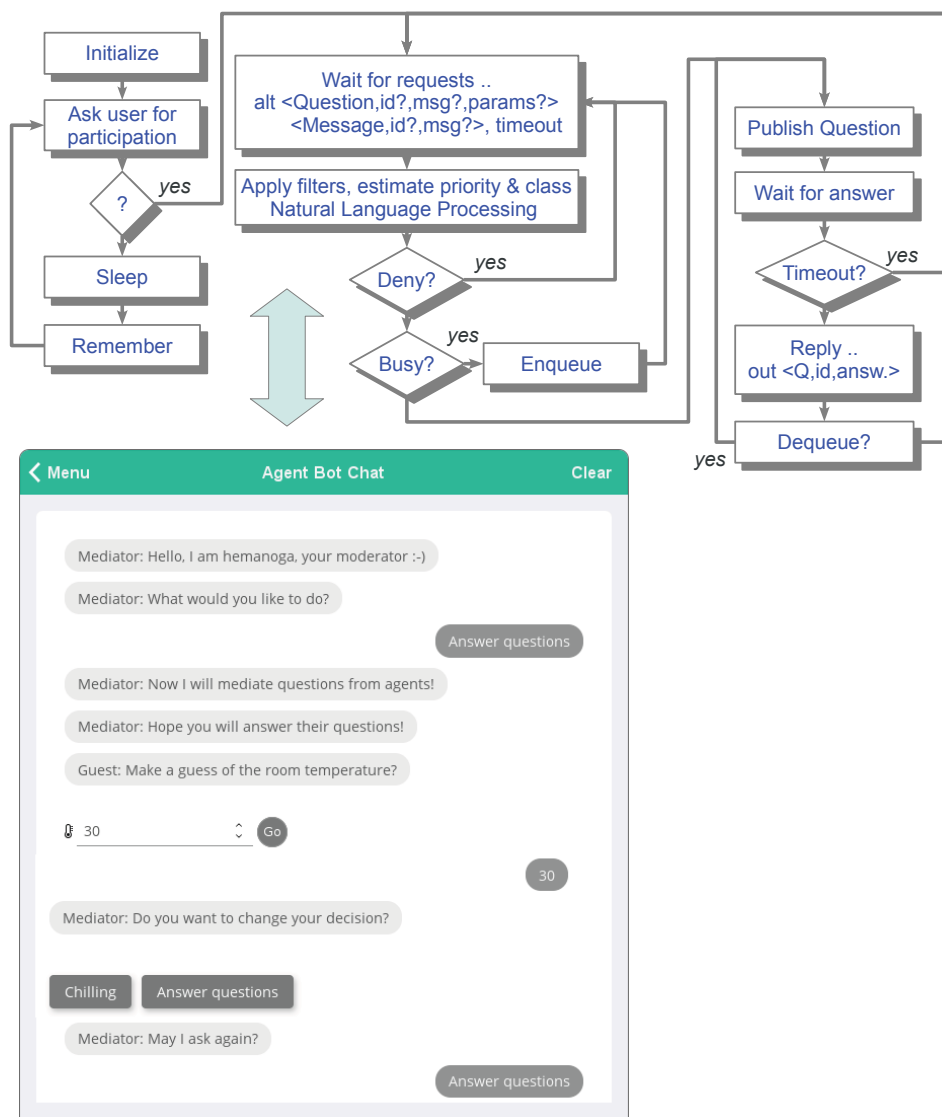 Initialize
Ask user for
participation
?
yes
Sleep
Remember
Wait for requests ..
alt <Question,id?,msg?,params?>
<Message,id?,msg?>, timeout
Apply filters, estimate priority & class
Natural Language Processing
Deny?
yes
Busy?
yes
Enqueue
Publish Question
Wait for answer
Timeout?
yes
Reply ..
out <Q,id,answ.>
Dequeue?
yes
Menu
Agent Bot Chat
Clear
Mediator: Hello, I am hemanoga, your moderator :-)
Mediator: What would you like to do?
Answer questions
Mediator: Now I will mediate questions from agents!
Mediator: Hope you will answer their questions!
Guest: Make a guess of the room temperature?
30
Go
30
Mediator: Do you want to change your decision?
Chilling
Answer questions
Mediator: May I ask again?
Answer questions